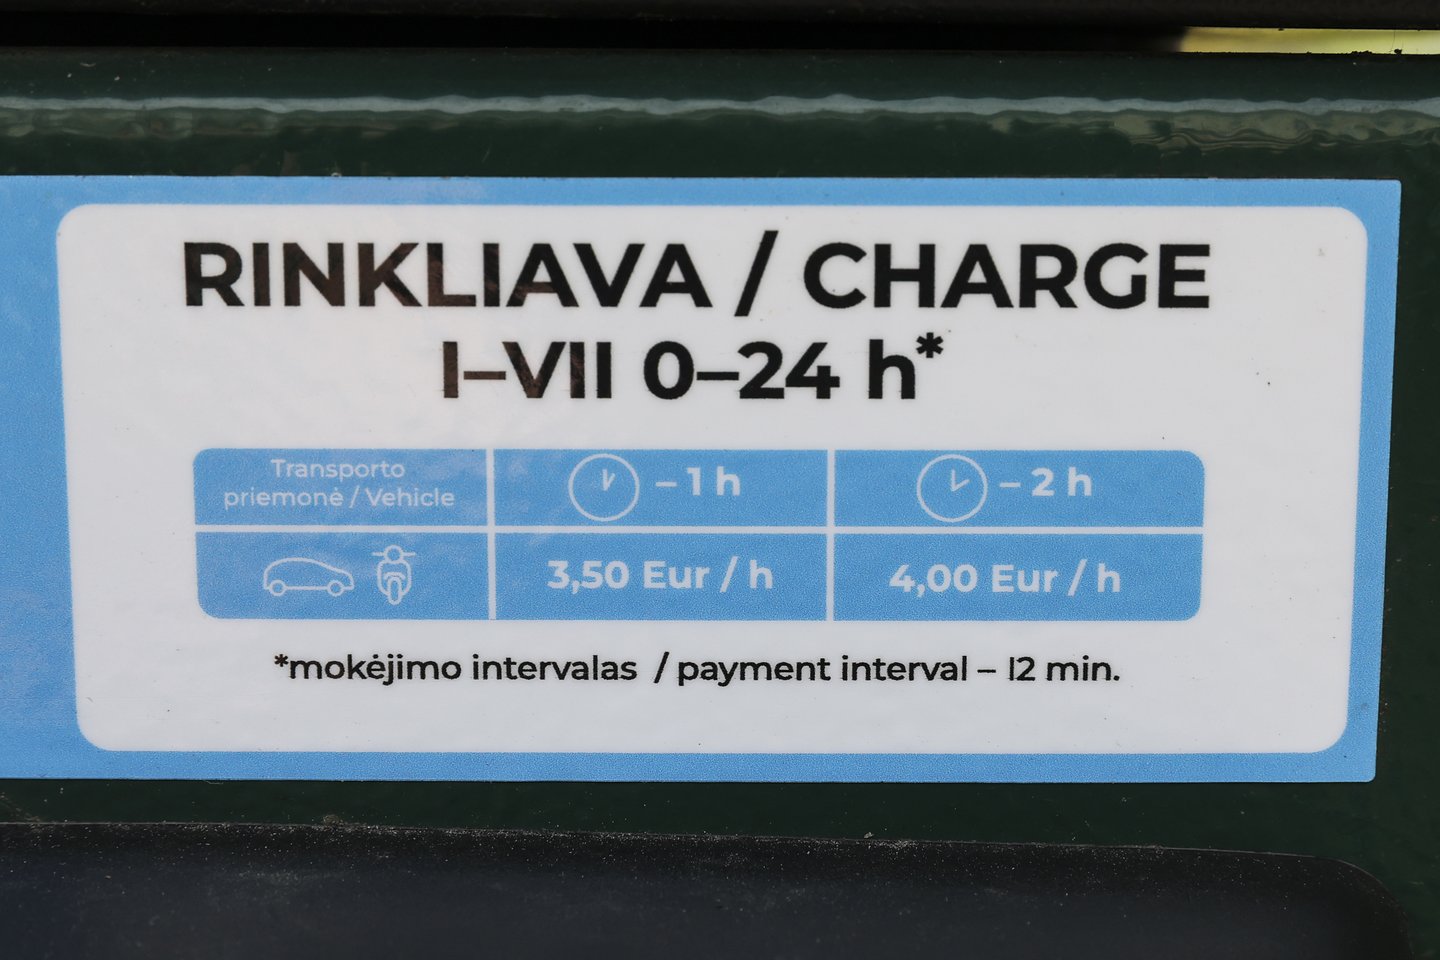 RINKLIAVA / CHARGE
I–VII 0–24 h*
Transporto
priemonė / Vehicle
– 1 h
– 2 h
3,50 Eur / h
4,00 Eur / h
*mokėjimo intervalas / payment interval – 12 min.